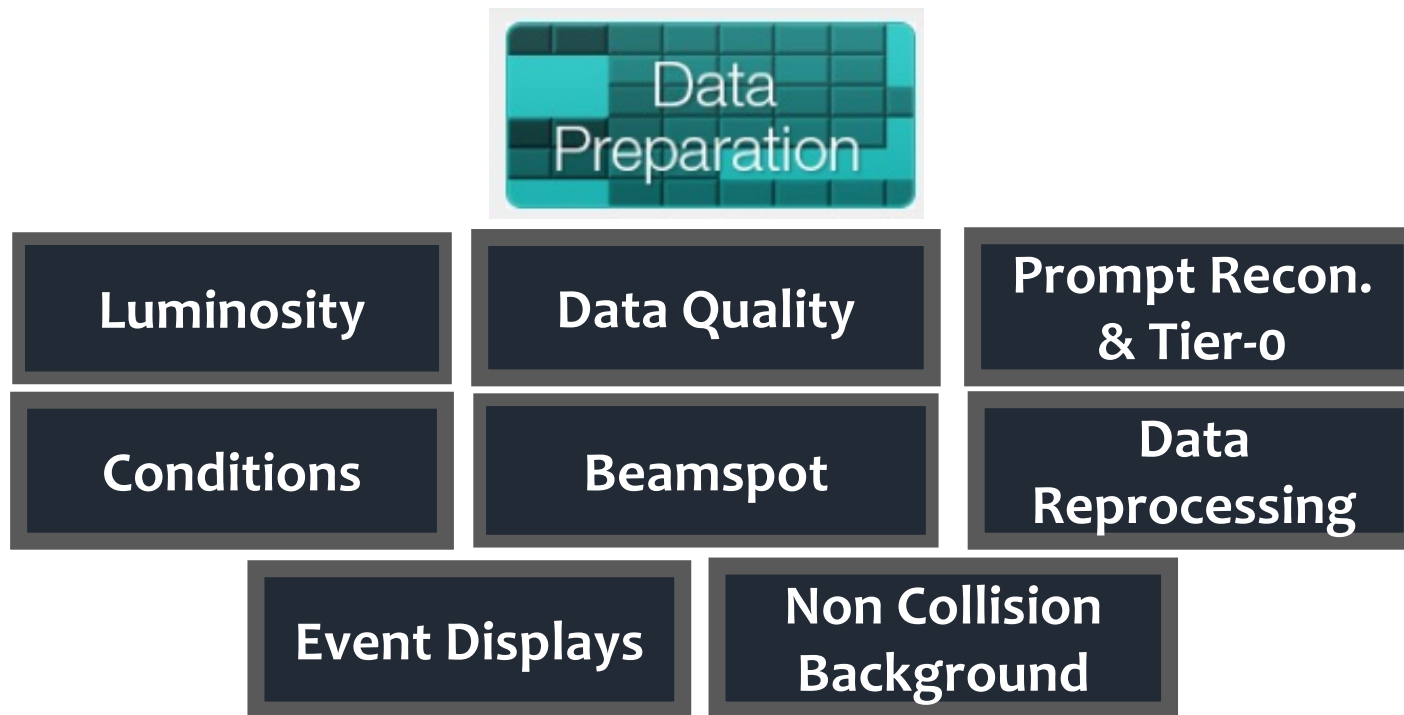 Data
Preparation
Luminosity
Data Quality
Prompt Recon.
& Tier-0
Conditions
Beamspot
Data
Reprocessing
Event Displays
Non Collision
Background